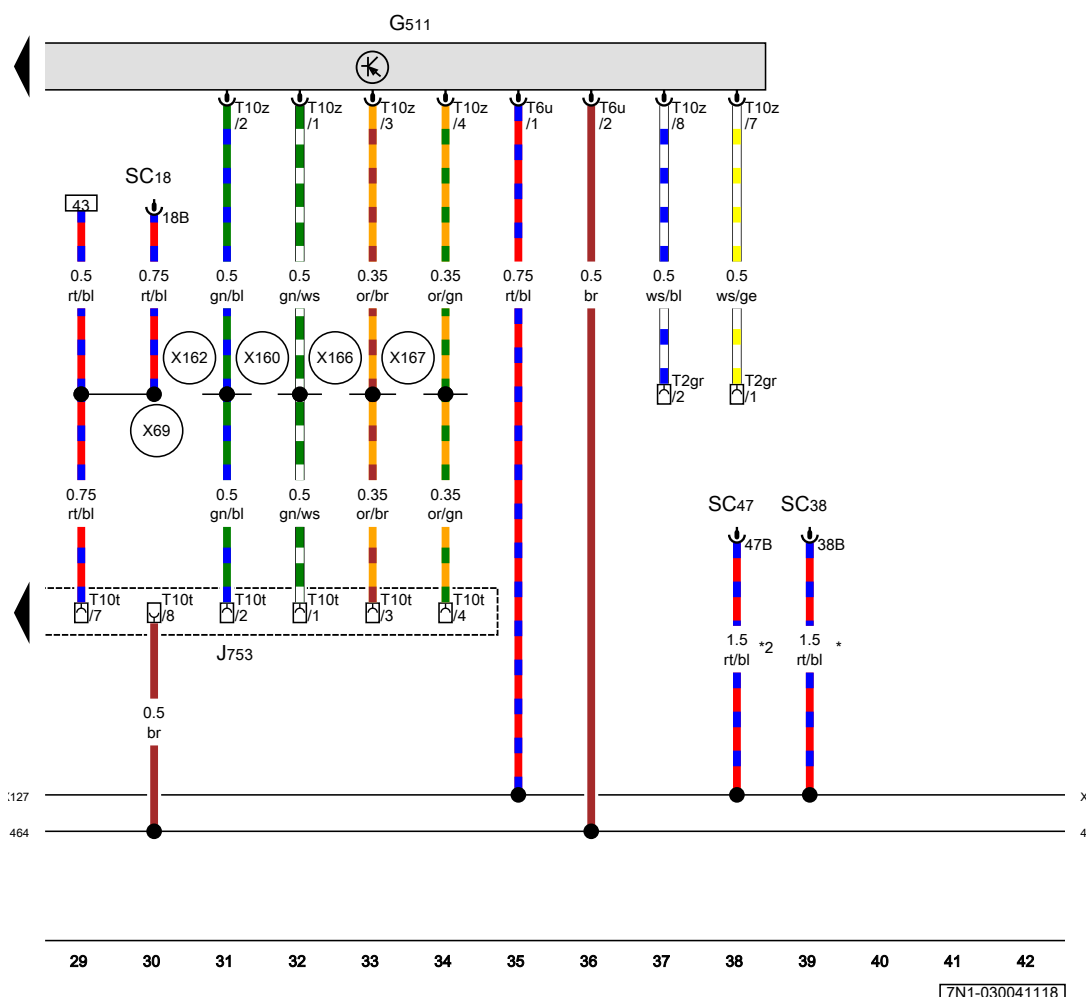 G511
T10z /2
T10z /1
T10z /3
T10z /4
T6u /1
T6u /2
T10z /8
T10z /7
SC18
43
18B
0.5 rt/bl
0.75 rt/bl
0.5 gn/bl
0.5 gn/ws
0.35 or/br
0.35 or/gn
0.75 rt/bl
0.5 br
0.5 ws/bl
0.5 ws/ge
X162
X160
X166
X167
T2gr /2
T2gr /1
X69
0.75 rt/bl
0.5 gn/bl
0.5 gn/ws
0.35 or/br
0.35 or/gn
SC47
SC38
47B
38B
T10t /7
T10t /8
T10t /2
T10t /1
T10t /3
T10t /4
J753
1.5 rt/bl *2
1.5 rt/bl *
0.5 br
127
X
464
4
29 30 31 32 33 34 35 36 37 38 39 40 41 42
7N1-030041118